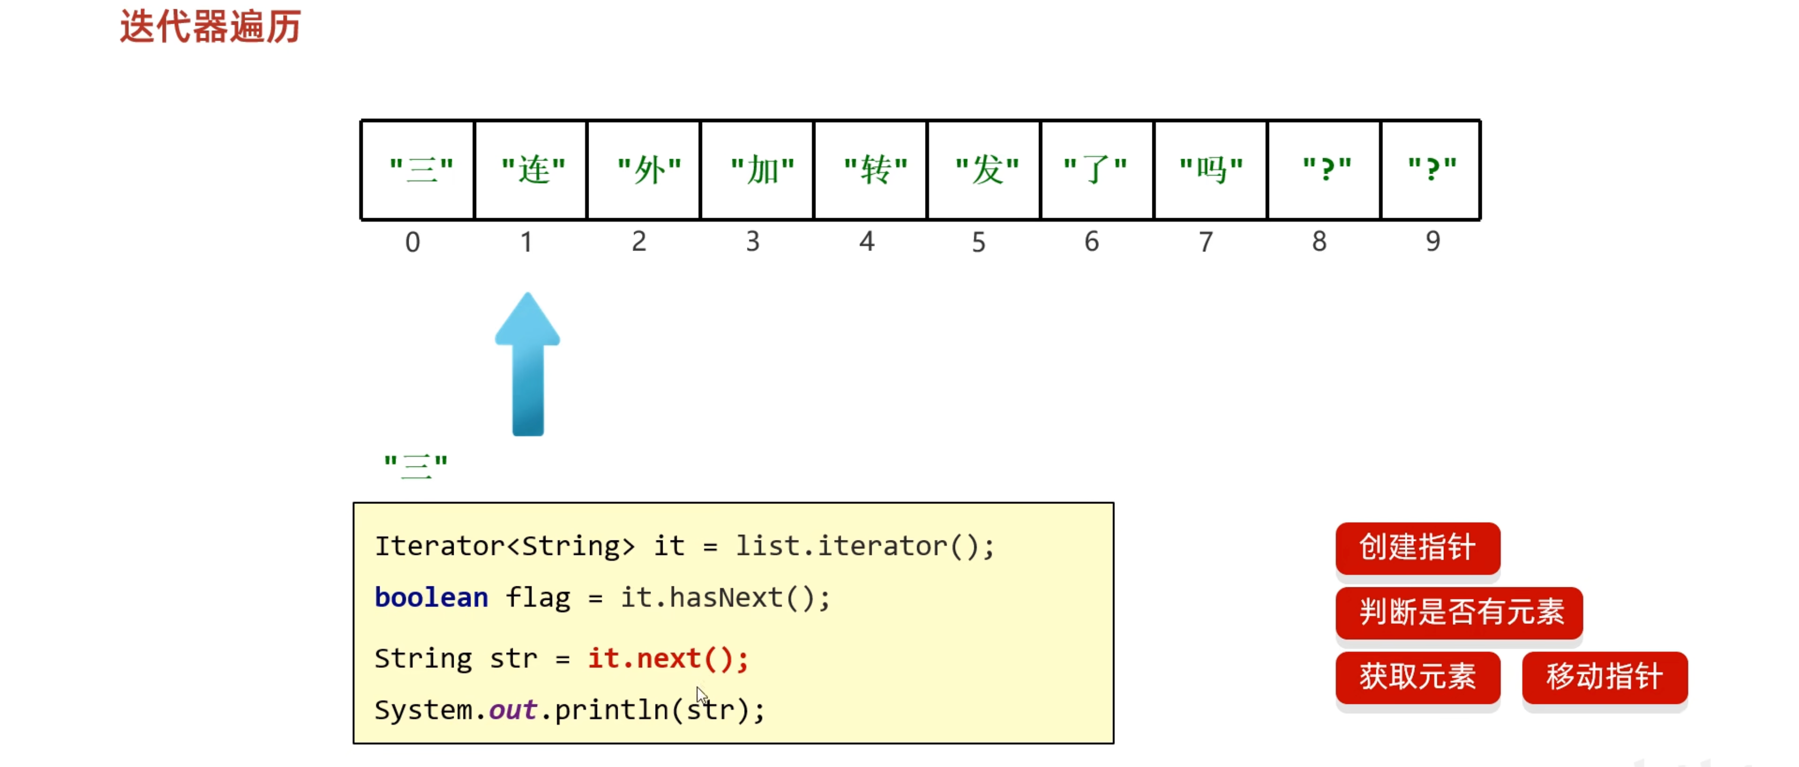 迭代器遍历
"三" "连" "外" "加" "转" "发" "了" "吗" "?" "?"
0 1 2 3 4 5 6 7 8 9
"三"
Iterator<String> it = list.iterator();
boolean flag = it.hasNext();
String str = it.next();
System.out.println(str);
创建指针
判断是否有元素
获取元素 移动指针